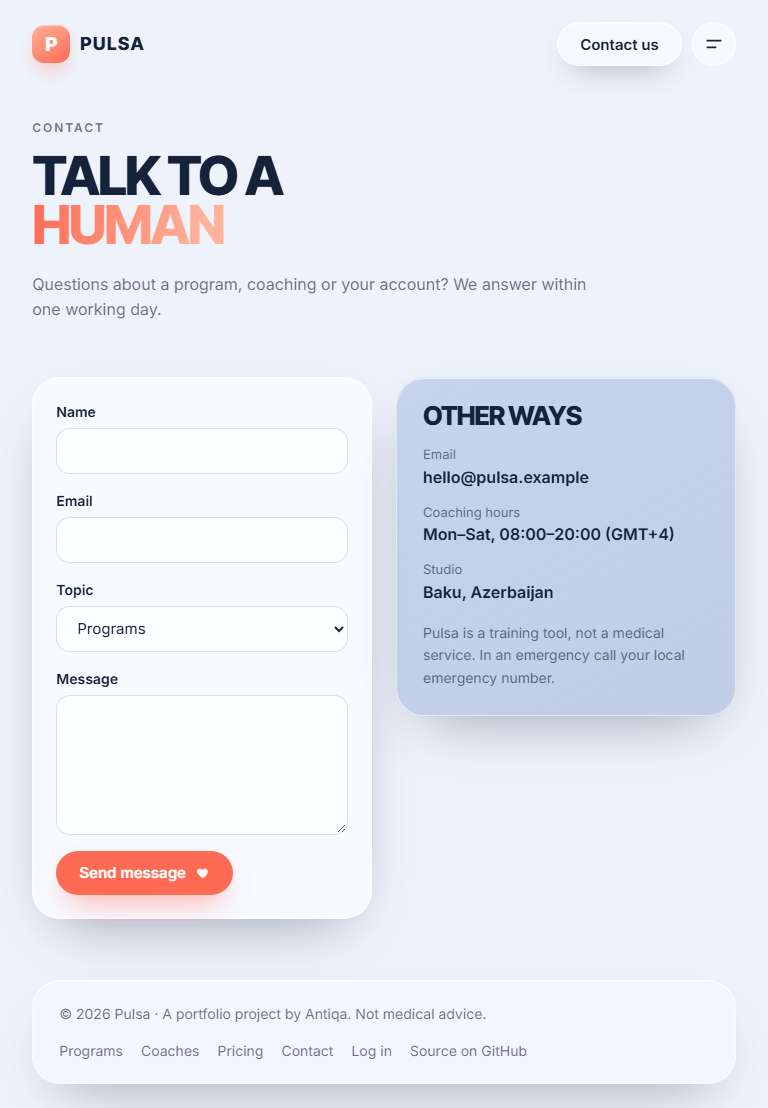 P PULSA
Contact us
CONTACT
TALK TO A
HUMAN
Questions about a program, coaching or your account? We answer within
one working day.
Name
Email
Topic
Programs
Message
Send message
OTHER WAYS
Email
hello@pulsa.example
Coaching hours
Mon–Sat, 08:00–20:00 (GMT+4)
Studio
Baku, Azerbaijan
Pulsa is a training tool, not a medical
service. In an emergency call your local
emergency number.
© 2026 Pulsa · A portfolio project by Antiqa. Not medical advice.
Programs Coaches Pricing Contact Log in Source on GitHub